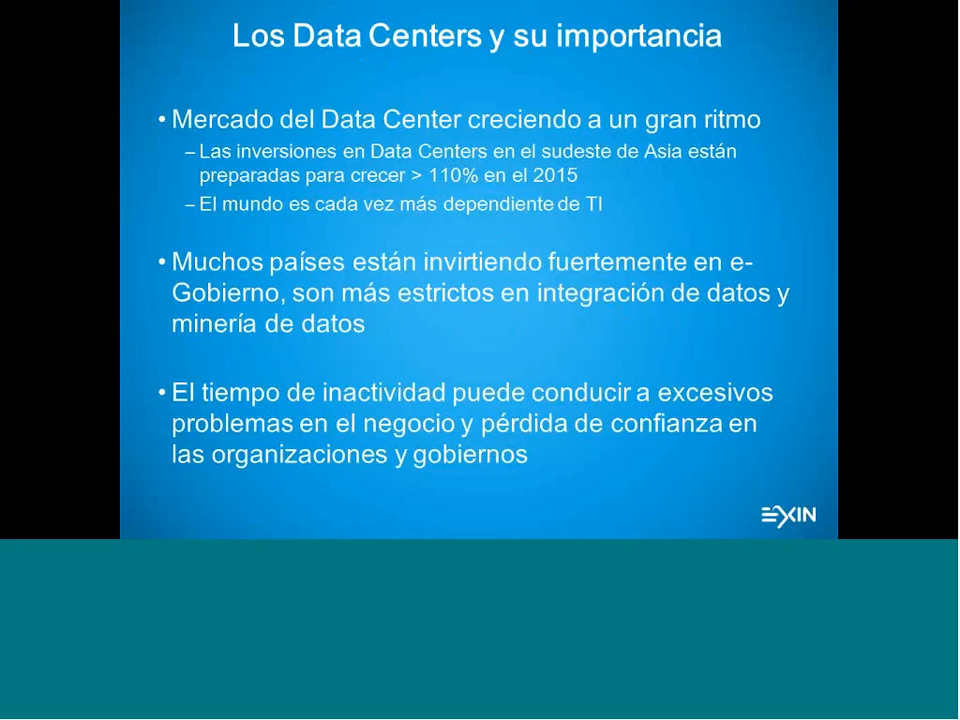 Los Data Centers y su importancia
• Mercado del Data Center creciendo a un gran ritmo
– Las inversiones en Data Centers en el sudeste de Asia están
preparadas para crecer > 110% en el 2015
– El mundo es cada vez más dependiente de TI
• Muchos países están invirtiendo fuertemente en e-
Gobierno, son más estrictos en integración de datos y
minería de datos
• El tiempo de inactividad puede conducir a excesivos
problemas en el negocio y pérdida de confianza en
las organizaciones y gobiernos
EXIN